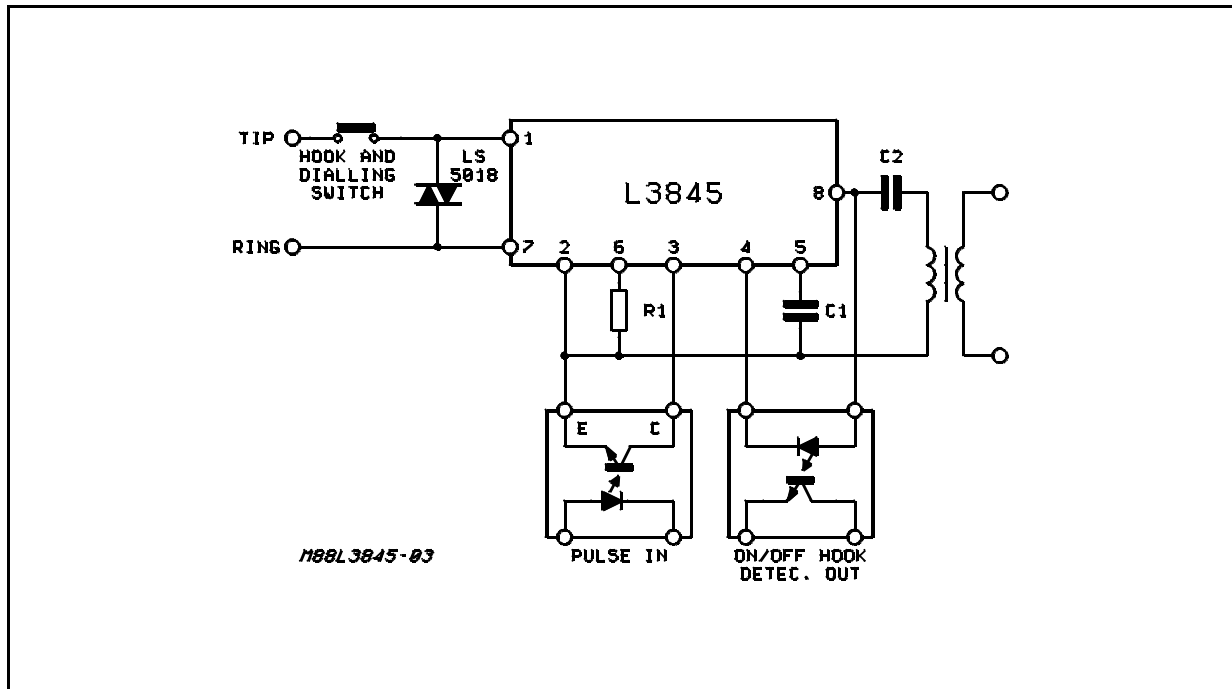 TIP
HOOK AND
DIALLING
SWITCH
LS
5018
1
L3845
8
C2
RING
7
2
6
3
4
5
R1
C1
E
C
M88L3845-03
PULSE IN
ON/OFF HOOK
DETEC. OUT